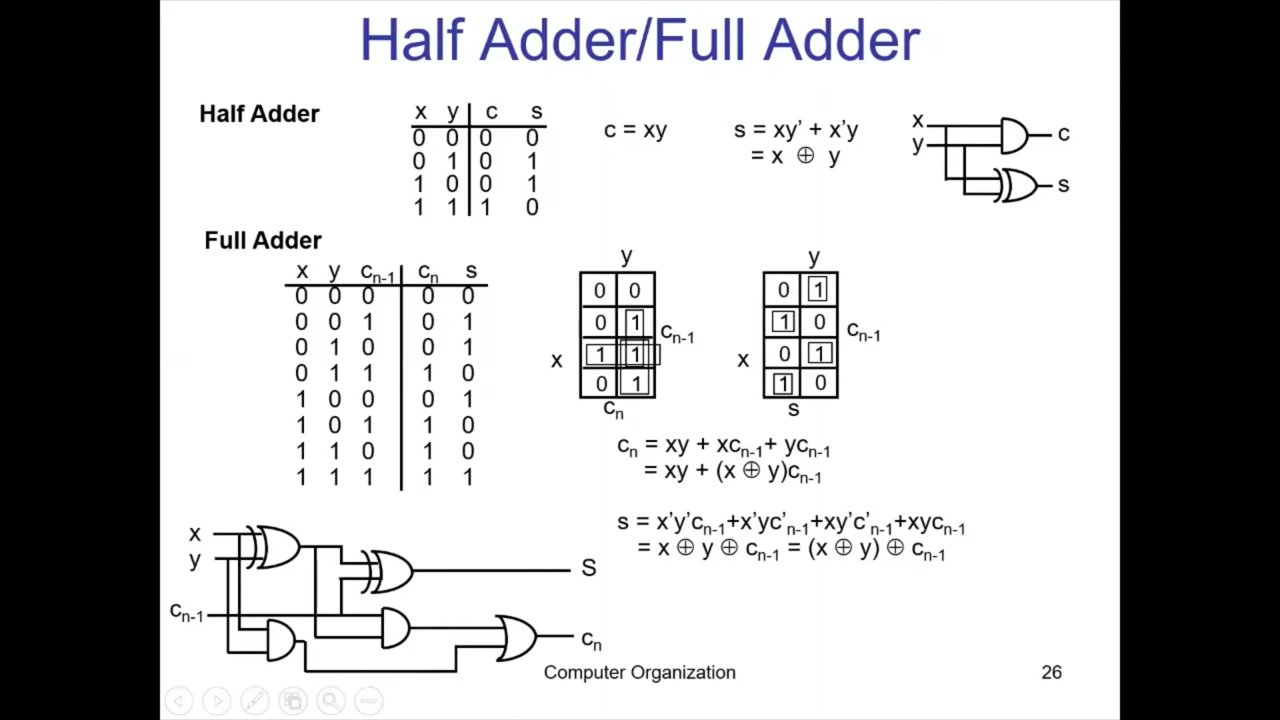 Half Adder/Full Adder
Half Adder
x y c s
0 0 0 0
0 1 0 1
1 0 0 1
1 1 1 0
c = xy
s = xy' + x'y
= x ⊕ y
x
y
c
s
Full Adder
x y cn-1 cn s
0 0 0 0 0
0 0 1 0 1
0 1 0 0 1
0 1 1 1 0
1 0 0 0 1
1 0 1 1 0
1 1 0 1 0
1 1 1 1 1
y
0 0
0 1
cn-1
x
1 1
0 1
cn
y
0 1
1 0
cn-1
x
0 1
1 0
s
cn = xy + xcn-1+ ycn-1
= xy + (x ⊕ y)cn-1
s = x'y'cn-1+x'yc'n-1+xy'c'n-1+xycn-1
= x ⊕ y ⊕ cn-1 = (x ⊕ y) ⊕ cn-1
x
y
cn-1
S
cn
Computer Organization
26